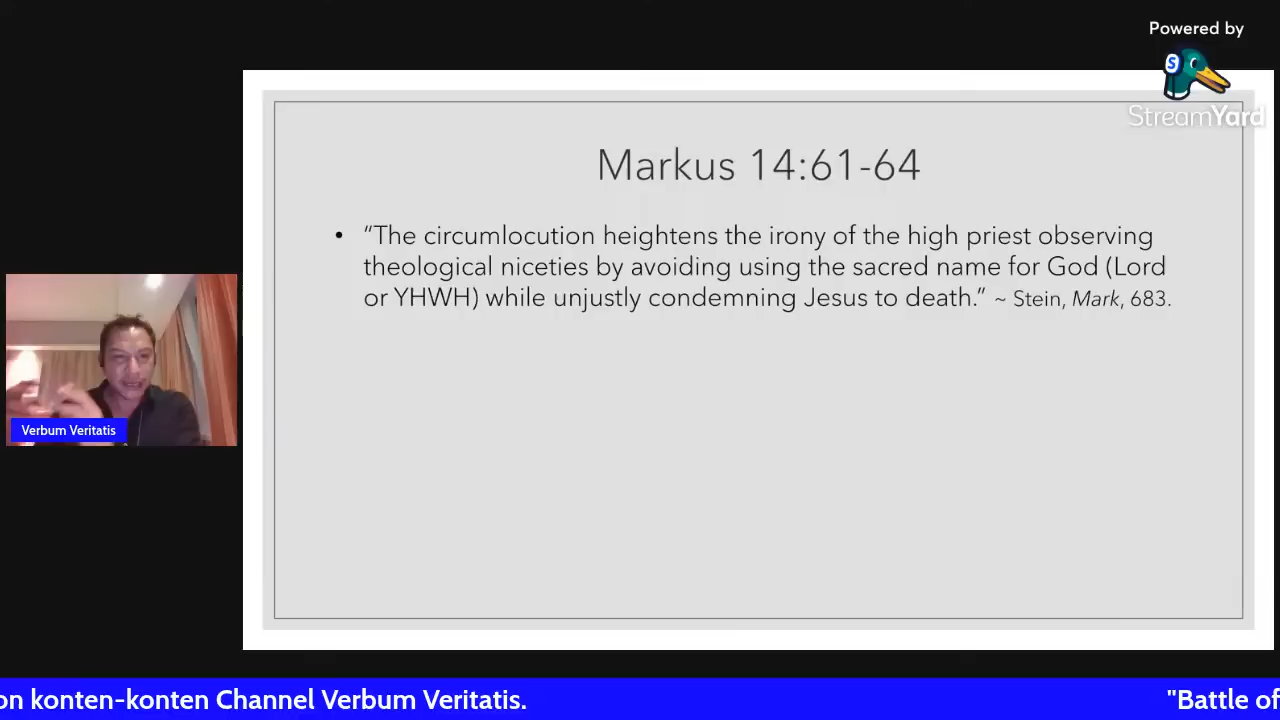 Powered by
S
StreamYard
Markus 14:61-64
• “The circumlocution heightens the irony of the high priest observing
theological niceties by avoiding using the sacred name for God (Lord
or YHWH) while unjustly condemning Jesus to death.” ~ Stein, Mark, 683.
Verbum Veritatis
on konten-konten Channel Verbum Veritatis.
"Battle of